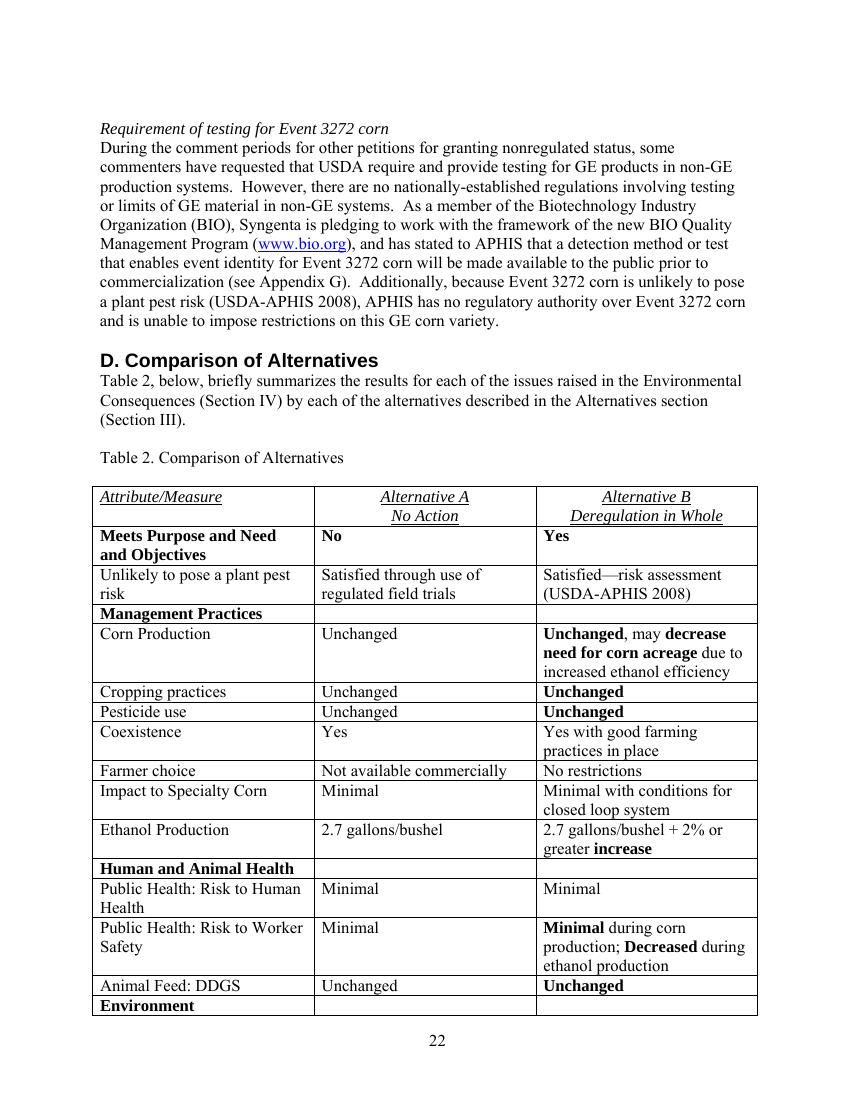 Requirement of testing for Event 3272 corn
During the comment periods for other petitions for granting nonregulated status, some
commenters have requested that USDA require and provide testing for GE products in non-GE
production systems.  However, there are no nationally-established regulations involving testing
or limits of GE material in non-GE systems.  As a member of the Biotechnology Industry
Organization (BIO), Syngenta is pledging to work with the framework of the new BIO Quality
Management Program (www.bio.org), and has stated to APHIS that a detection method or test
that enables event identity for Event 3272 corn will be made available to the public prior to
commercialization (see Appendix G).  Additionally, because Event 3272 corn is unlikely to pose
a plant pest risk (USDA-APHIS 2008), APHIS has no regulatory authority over Event 3272 corn
and is unable to impose restrictions on this GE corn variety.
D. Comparison of Alternatives
Table 2, below, briefly summarizes the results for each of the issues raised in the Environmental
Consequences (Section IV) by each of the alternatives described in the Alternatives section
(Section III).
Table 2. Comparison of Alternatives
Attribute/Measure
Alternative A
No Action
Alternative B
Deregulation in Whole
Meets Purpose and Need
and Objectives
No
Yes
Unlikely to pose a plant pest
risk
Satisfied through use of
regulated field trials
Satisfied—risk assessment
(USDA-APHIS 2008)
Management Practices
Corn Production
Unchanged
Unchanged, may decrease
need for corn acreage due to
increased ethanol efficiency
Cropping practices
Unchanged
Unchanged
Pesticide use
Unchanged
Unchanged
Coexistence
Yes
Yes with good farming
practices in place
Farmer choice
Not available commercially
No restrictions
Impact to Specialty Corn
Minimal
Minimal with conditions for
closed loop system
Ethanol Production
2.7 gallons/bushel
2.7 gallons/bushel + 2% or
greater increase
Human and Animal Health
Public Health: Risk to Human
Health
Minimal
Minimal
Public Health: Risk to Worker
Safety
Minimal
Minimal during corn
production; Decreased during
ethanol production
Animal Feed: DDGS
Unchanged
Unchanged
Environment
22